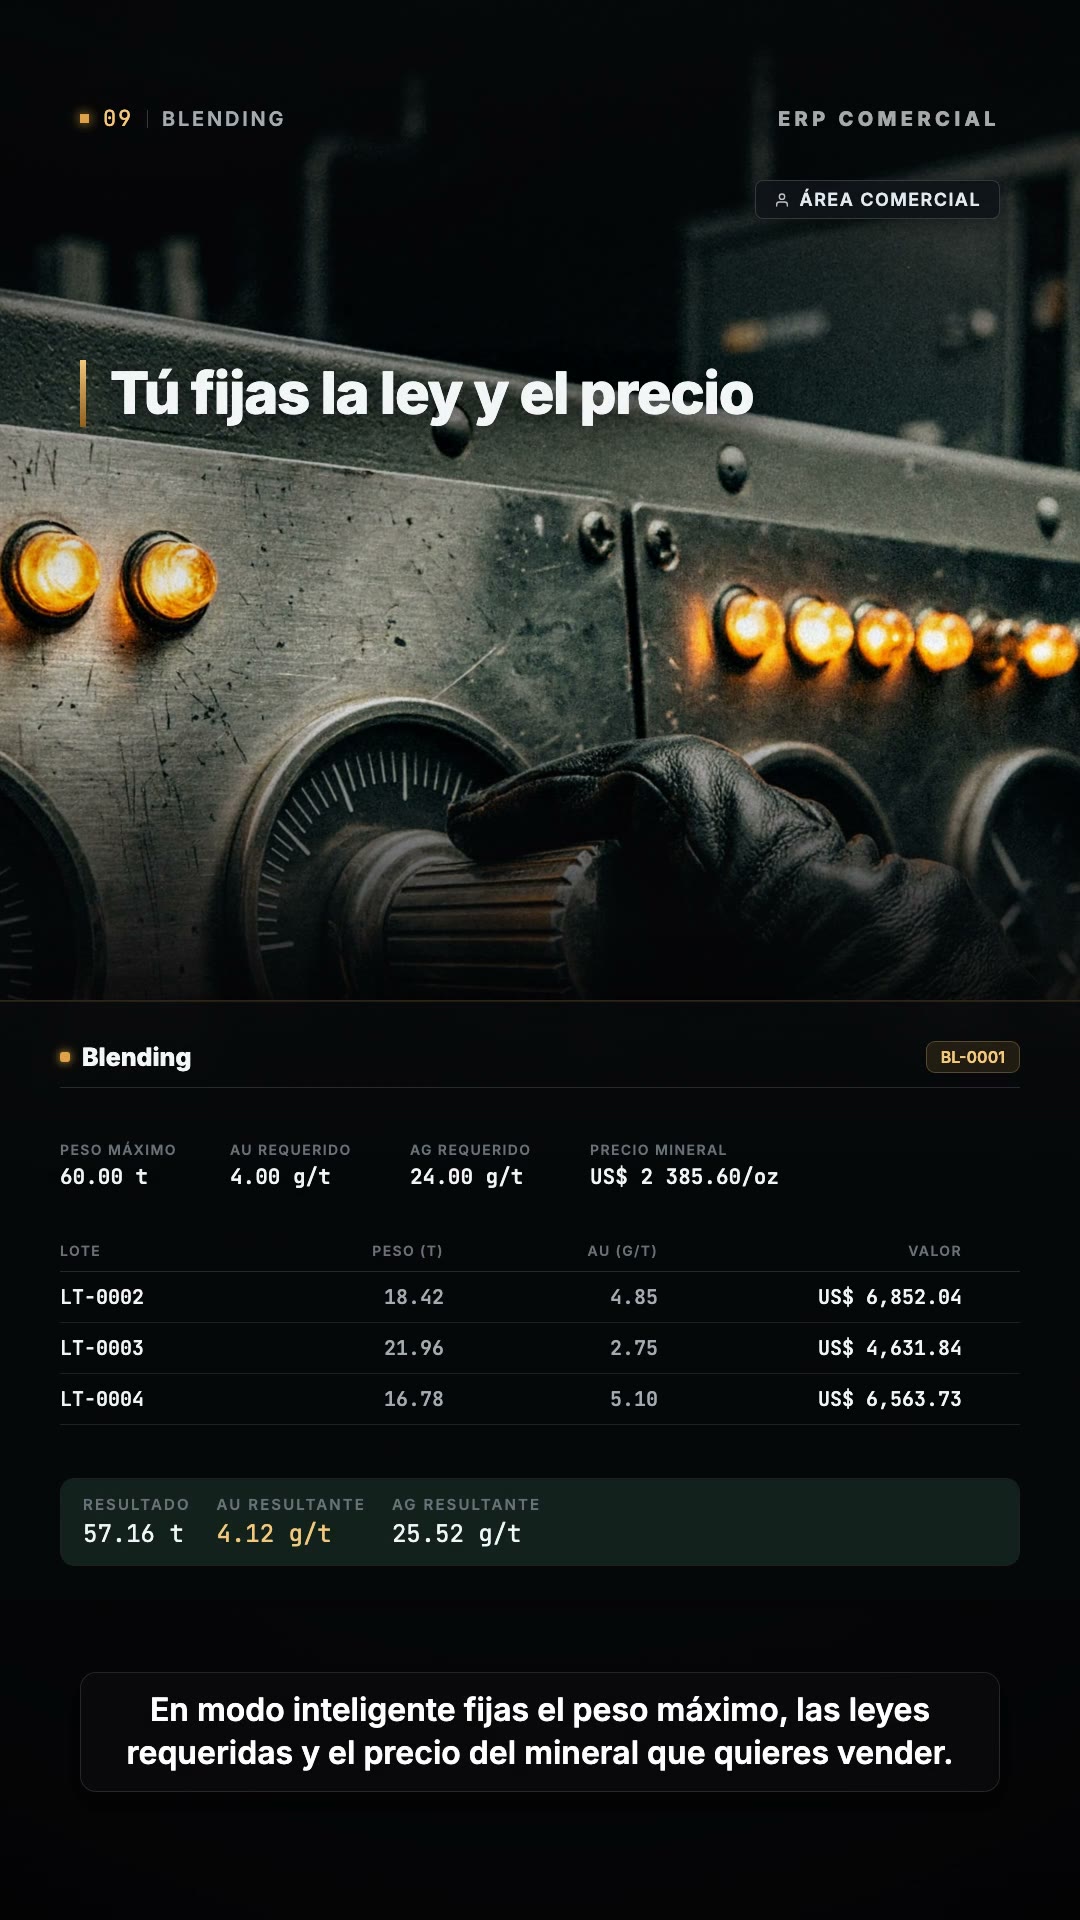 09 BLENDING
ERP COMERCIAL
ÁREA COMERCIAL
Tú fijas la ley y el precio
Blending
BL-0001
PESO MÁXIMO AU REQUERIDO AG REQUERIDO PRECIO MINERAL
60.00 t 4.00 g/t 24.00 g/t US$ 2 385.60/oz
LOTE PESO (T) AU (G/T) VALOR
LT-0002 18.42 4.85 US$ 6,852.04
LT-0003 21.96 2.75 US$ 4,631.84
LT-0004 16.78 5.10 US$ 6,563.73
RESULTADO AU RESULTANTE AG RESULTANTE
57.16 t 4.12 g/t 25.52 g/t
En modo inteligente fijas el peso máximo, las leyes
requeridas y el precio del mineral que quieres vender.